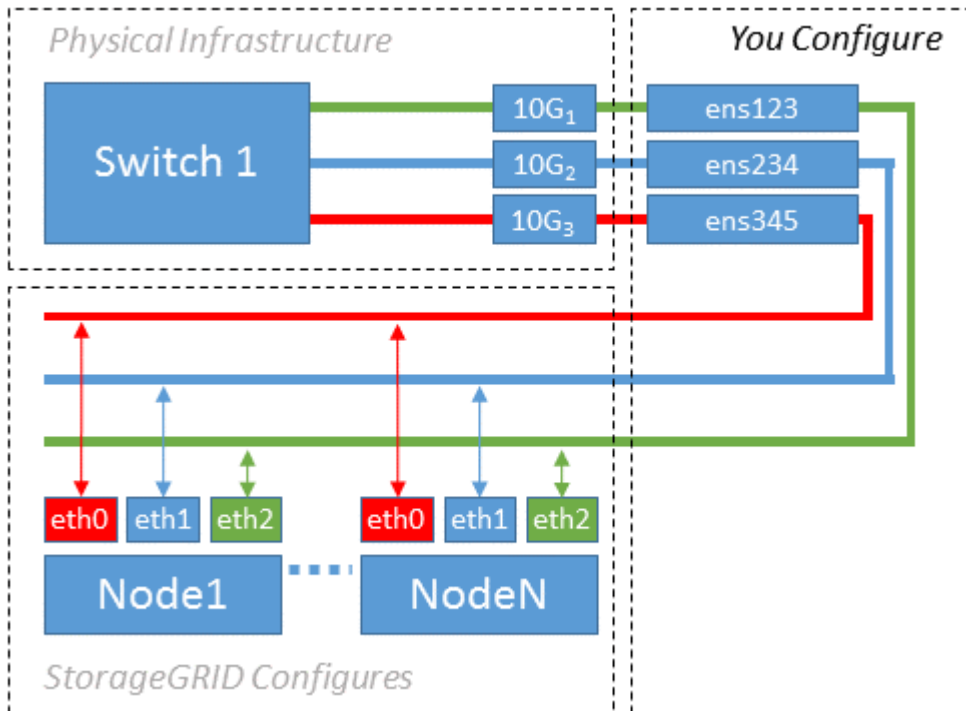 Physical Infrastructure
You Configure
Switch 1
10G₁
ens123
10G₂
ens234
10G₃
ens345
eth0
eth1
eth2
eth0
eth1
eth2
Node1
NodeN
StorageGRID Configures